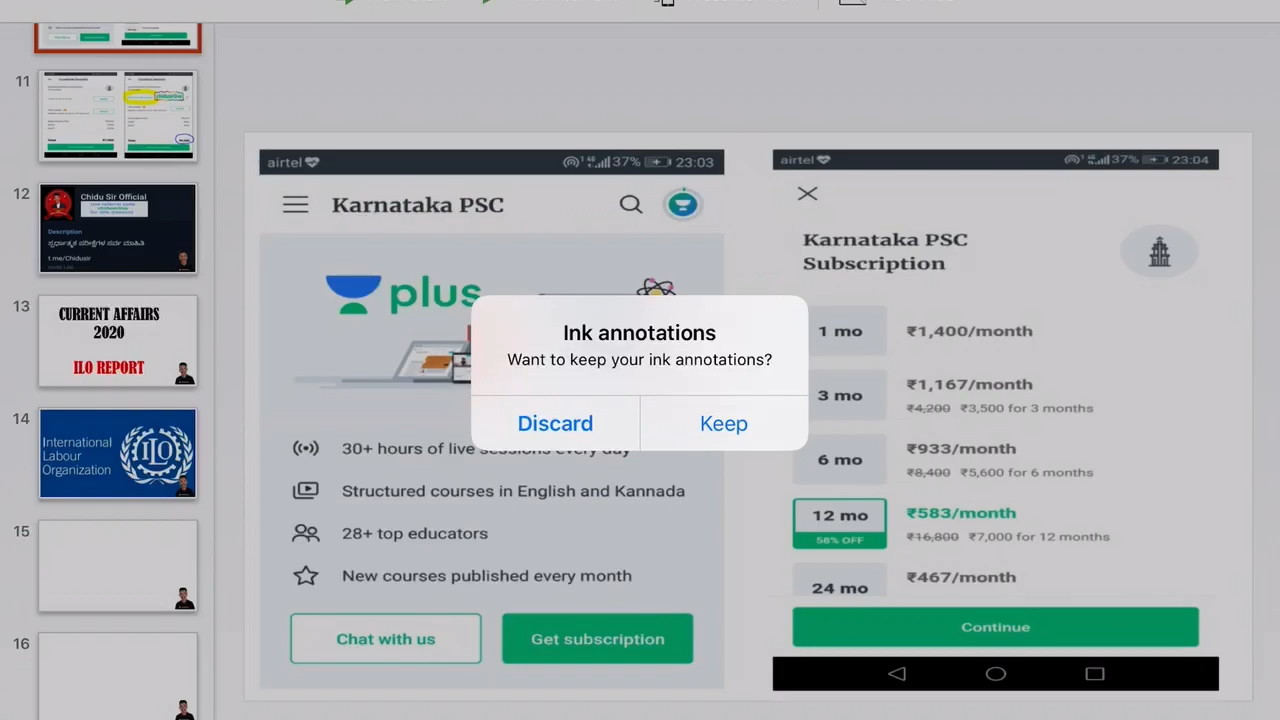 11
12
Chidu Sir Official
Description
ಸ್ಪರ್ಧಾತ್ಮಕ ಪರೀಕ್ಷೆಗಳ ಸರ್ವ ಮಾಹಿತಿ
t.me/Chidusir
13
CURRENT AFFAIRS
2020
ILO REPORT
14
International
Labour
Organization
ILO
15
16
airtel 37% 23:03
Karnataka PSC
plus
30+ hours of live sessions every day
Structured courses in English and Kannada
28+ top educators
New courses published every month
Chat with us
Get subscription
Ink annotations
Want to keep your ink annotations?
Discard
Keep
airtel 37% 23:04
Karnataka PSC
Subscription
1 mo ₹1,400/month
3 mo ₹1,167/month
₹4,200 ₹3,500 for 3 months
6 mo ₹933/month
₹8,400 ₹5,600 for 6 months
12 mo ₹583/month
58% OFF ₹16,800 ₹7,000 for 12 months
24 mo ₹467/month
Continue